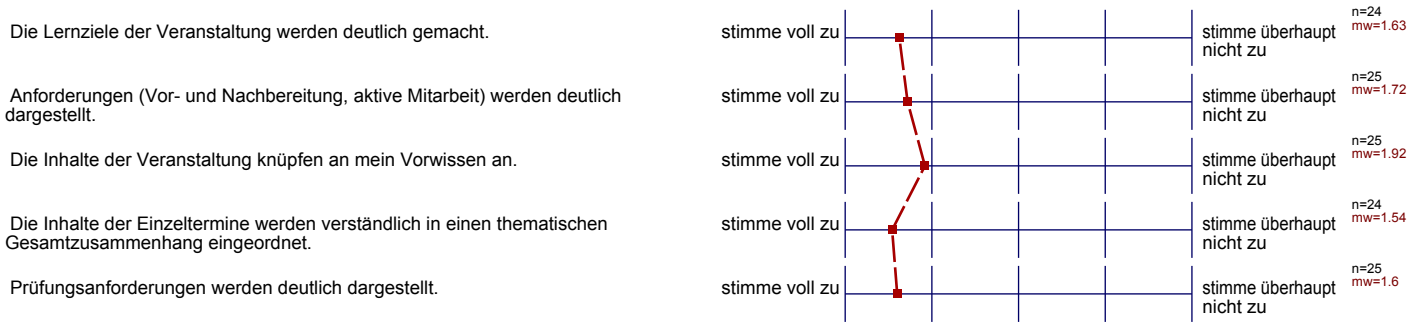 Die Lernziele der Veranstaltung werden deutlich gemacht.
stimme voll zu
stimme überhaupt
nicht zu
n=24
mw=1.63
Anforderungen (Vor- und Nachbereitung, aktive Mitarbeit) werden deutlich
dargestellt.
stimme voll zu
stimme überhaupt
nicht zu
n=25
mw=1.72
Die Inhalte der Veranstaltung knüpfen an mein Vorwissen an.
stimme voll zu
stimme überhaupt
nicht zu
n=25
mw=1.92
Die Inhalte der Einzeltermine werden verständlich in einen thematischen
Gesamtzusammenhang eingeordnet.
stimme voll zu
stimme überhaupt
nicht zu
n=24
mw=1.54
Prüfungsanforderungen werden deutlich dargestellt.
stimme voll zu
stimme überhaupt
nicht zu
n=25
mw=1.6